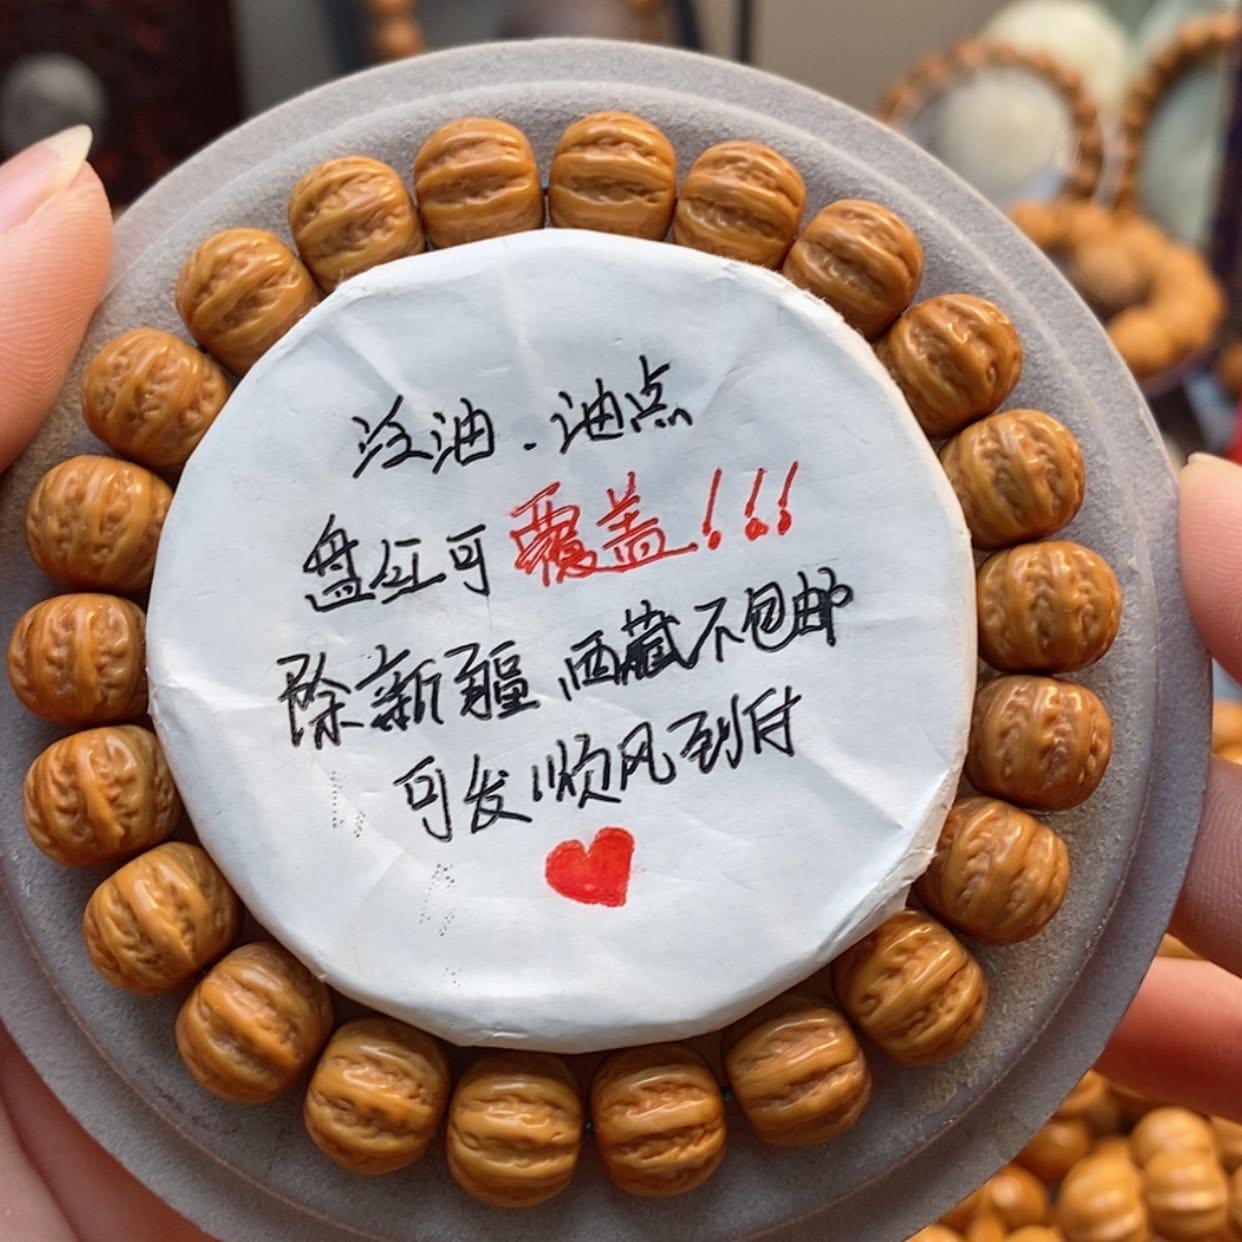 泛油.油点
盘红可覆盖!!!
除新疆西藏不包邮
可发顺风到付